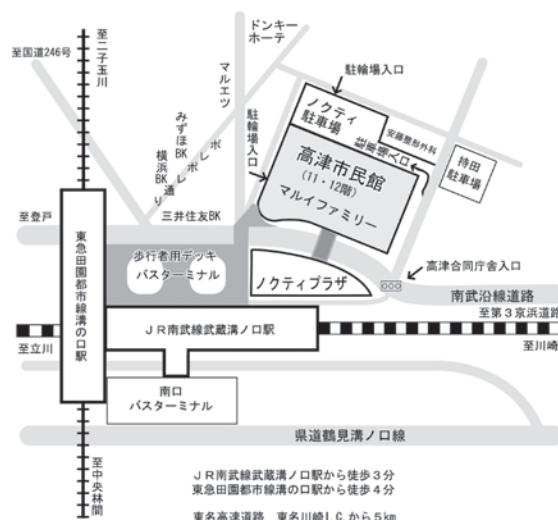 ドンキー
ホーテ
至二子玉川
至国道246号
マルエツ
駐輪場入口
みずほBK
横浜BK
ポレポレ通り
駐輪場入口
ノクティ
駐車場
安藤整形外科
駐車場入口
持田
駐車場
高津市民館
(11・12階)
マルイファミリー
至登戸
三井住友BK
東急田園都市線溝の口駅
歩行者用デッキ
バスターミナル
ノクティプラザ
高津合同庁舎入口
南武沿線道路
至第3京浜道路
JR南武線武蔵溝ノ口駅
至立川
至川崎
南口
バスターミナル
県道鶴見溝ノ口線
至中央林間
JR南武線武蔵溝ノ口駅から徒歩3分
東急田園都市線溝の口駅から徒歩4分
東名高速道路 東名川崎I.C.から5km